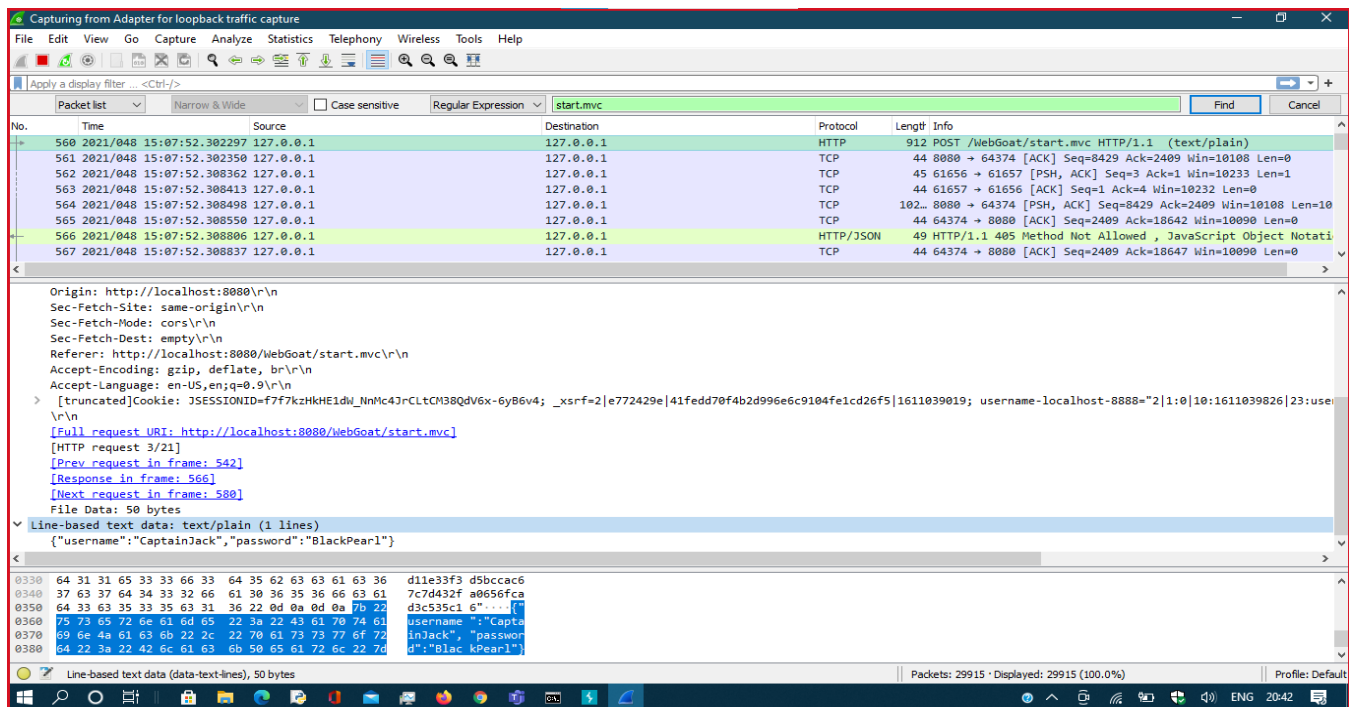 Capturing from Adapter for loopback traffic capture
File Edit View Go Capture Analyze Statistics Telephony Wireless Tools Help
Apply a display filter ... <Ctrl-/>
Packet list Narrow & Wide Case sensitive Regular Expression start.mvc Find Cancel
No. Time Source Destination Protocol Length Info
560 2021/048 15:07:52.302297 127.0.0.1 127.0.0.1 HTTP 912 POST /WebGoat/start.mvc HTTP/1.1 (text/plain)
561 2021/048 15:07:52.302350 127.0.0.1 127.0.0.1 TCP 44 8080 → 64374 [ACK] Seq=8429 Ack=2409 Win=10108 Len=0
562 2021/048 15:07:52.308362 127.0.0.1 127.0.0.1 TCP 45 61656 → 61657 [PSH, ACK] Seq=3 Ack=1 Win=10233 Len=1
563 2021/048 15:07:52.308413 127.0.0.1 127.0.0.1 TCP 44 61657 → 61656 [ACK] Seq=1 Ack=4 Win=10232 Len=0
564 2021/048 15:07:52.308498 127.0.0.1 127.0.0.1 TCP 102… 8080 → 64374 [PSH, ACK] Seq=8429 Ack=2409 Win=10108 Len=10
565 2021/048 15:07:52.308550 127.0.0.1 127.0.0.1 TCP 44 64374 → 8080 [ACK] Seq=2409 Ack=18642 Win=10090 Len=0
566 2021/048 15:07:52.308806 127.0.0.1 127.0.0.1 HTTP/JSON 49 HTTP/1.1 405 Method Not Allowed , JavaScript Object Notati
567 2021/048 15:07:52.308837 127.0.0.1 127.0.0.1 TCP 44 64374 → 8080 [ACK] Seq=2409 Ack=18647 Win=10090 Len=0
Origin: http://localhost:8080\r\n
Sec-Fetch-Site: same-origin\r\n
Sec-Fetch-Mode: cors\r\n
Sec-Fetch-Dest: empty\r\n
Referer: http://localhost:8080/WebGoat/start.mvc\r\n
Accept-Encoding: gzip, deflate, br\r\n
Accept-Language: en-US,en;q=0.9\r\n
[truncated]Cookie: JSESSIONID=f7f7kzHkHE1dW_NnMc4JrCLtCM38QdV6x-6yB6v4; _xsrf=2|e772429e|41fedd70f4b2d996e6c9104fe1cd26f5|1611039019; username-localhost-8888="2|1:0|10:1611039826|23:user
\r\n
[Full request URI: http://localhost:8080/WebGoat/start.mvc]
[HTTP request 3/21]
[Prev request in frame: 542]
[Response in frame: 566]
[Next request in frame: 580]
File Data: 50 bytes
Line-based text data: text/plain (1 lines)
{"username":"CaptainJack","password":"BlackPearl"}
0330 64 31 31 65 33 33 66 33 64 35 62 63 63 61 63 36 d11e33f3 d5bccac6
0340 37 63 37 64 34 33 32 66 61 30 36 35 36 66 63 61 7c7d432f a0656fca
0350 64 33 63 35 33 35 63 31 36 22 0d 0a 0d 0a 7b 22 d3c535c1 6"····{"
0360 75 73 65 72 6e 61 6d 65 22 3a 22 43 61 70 74 61 username ":"Capta
0370 69 6e 4a 61 63 6b 22 2c 22 70 61 73 73 77 6f 72 inJack", "passwor
0380 64 22 3a 22 42 6c 61 63 6b 50 65 61 72 6c 22 7d d":"Blac kPearl"}
Line-based text data (data-text-lines), 50 bytes Packets: 29915 · Displayed: 29915 (100.0%) Profile: Default
ENG 20:42